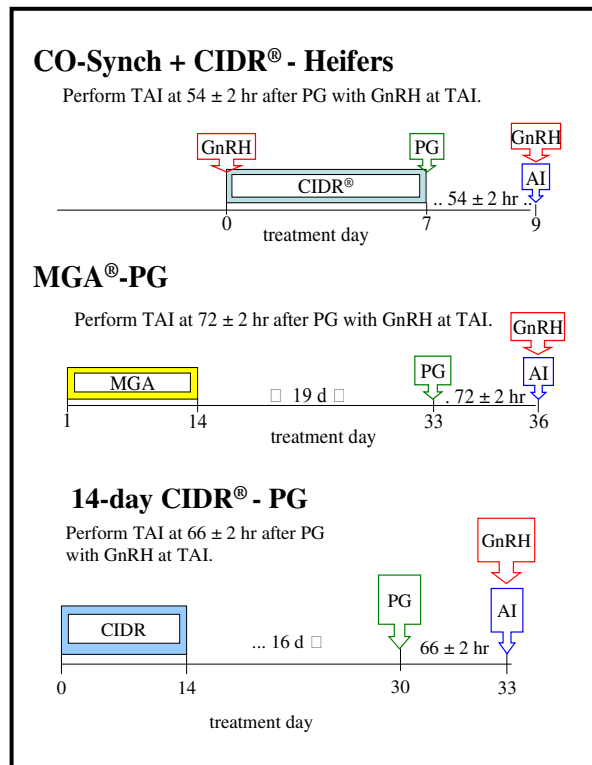 CO-Synch + CIDR® - Heifers
Perform TAI at 54 ± 2 hr after PG with GnRH at TAI.
GnRH
PG
GnRH
CIDR®
AI
.. 54 ± 2 hr ..
0
7
9
treatment day
MGA®-PG
Perform TAI at 72 ± 2 hr after PG with GnRH at TAI.
GnRH
MGA
PG
AI
□ 19 d □
. 72 ± 2 hr .
1
14
33
36
treatment day
14-day CIDR® - PG
Perform TAI at 66 ± 2 hr after PG
with GnRH at TAI.
GnRH
PG
AI
CIDR
... 16 d □
66 ± 2 hr
0
14
30
33
treatment day